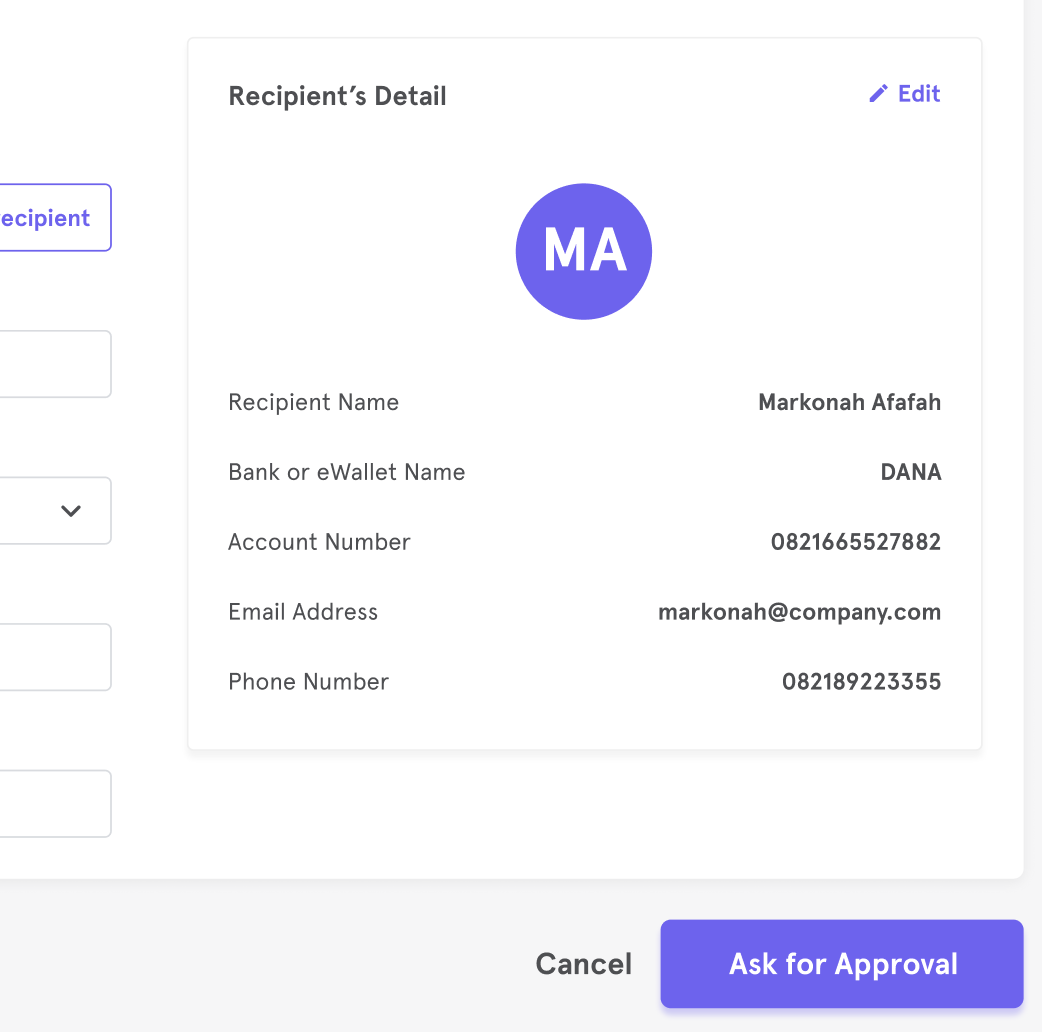 Recipient’s Detail
Edit
MA
Recipient Name
Markonah Afafah
Bank or eWallet Name
DANA
Account Number
0821665527882
Email Address
markonah@company.com
Phone Number
082189223355
Cancel
Ask for Approval